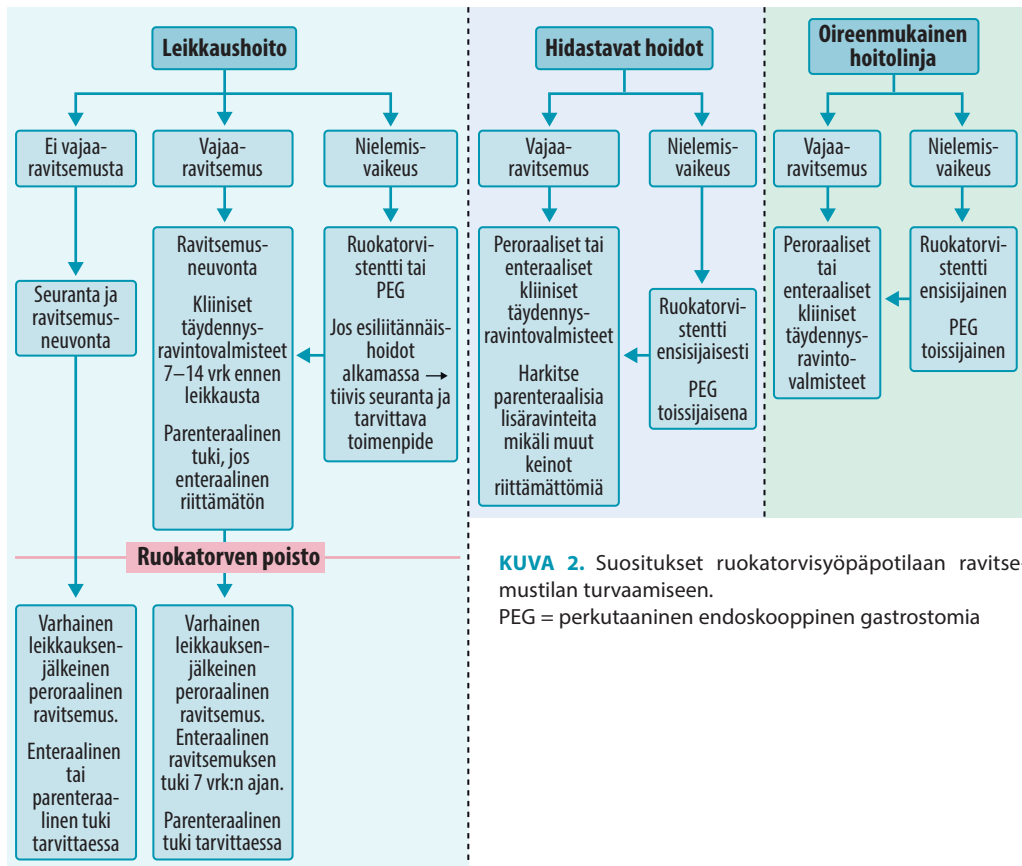 Leikkaushoito
Ei vajaa-
ravitsemusta
Vajaa-
ravitsemus
Nielemis-
vaikeus
Seuranta ja
ravitsemus-
neuvonta
Ravitsemus-
neuvonta
Kliiniset
täydennys-
ravintovalmisteet
7–14 vrk ennen
leikkausta
Parenteraalinen
tuki, jos
enteraalinen
riittämätön
Ruokatorvi-
stentti tai
PEG
Jos esiliitännäis-
hoidot
alkamassa →
tiivis seuranta ja
tarvittava
toimenpide
Ruokatorven poisto
Varhainen
leikkauksen-
jälkeinen
peroraalinen
ravitsemus.
Enteraalinen
tai
parenteraa-
linen tuki
tarvittaessa
Varhainen
leikkauksen-
jälkeinen
peroraalinen
ravitsemus.
Enteraalinen
ravitsemuksen
tuki 7 vrk:n ajan.
Parenteraalinen
tuki tarvittaessa
Hidastavat hoidot
Vajaa-
ravitsemus
Nielemis-
vaikeus
Peroraaliset tai
enteraaliset
kliiniset
täydennys-
ravintovalmisteet
Harkitse
parenteraalisia
lisäravinteita
mikäli muut
keinot
riittämättömiä
Ruokatorvi-
stentti
ensisijaisesti
PEG
toissijaisena
Oireenmukainen
hoitolinja
Vajaa-
ravitsemus
Nielemis-
vaikeus
Peroraaliset
tai
enteraaliset
kliiniset
täydennys-
ravinto-
valmisteet
Ruokatorvi-
stentti
ensisijainen
PEG
toissijainen
KUVA 2. Suositukset ruokatorvisyöpäpotilaan ravitse-
mustilan turvaamiseen.
PEG = perkutaaninen endoskooppinen gastrostomia